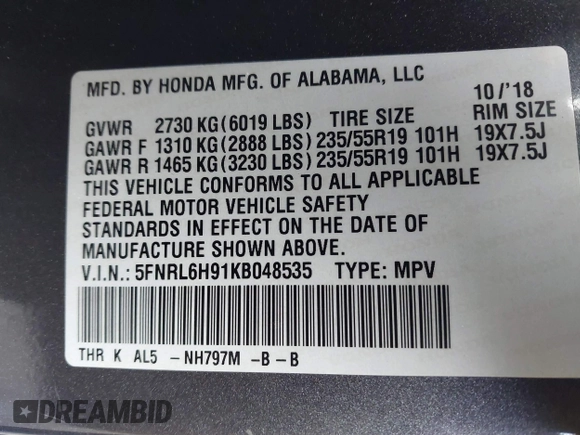 MFD. BY HONDA MFG. OF ALABAMA, LLC
10/'18
GVWR 2730 KG(6019 LBS) TIRE SIZE RIM SIZE
GAWR F 1310 KG(2888 LBS)235/55R19 101H 19X7.5J
GAWR R 1465 KG(3230 LBS)235/55R19 101H 19X7.5J
THIS VEHICLE CONFORMS TO ALL APPLICABLE
FEDERAL MOTOR VEHICLE SAFETY
STANDARDS IN EFFECT ON THE DATE OF
MANUFACTURE SHOWN ABOVE.
V.I.N.: 5FNRL6H91KB048535 TYPE: MPV
THR K AL5 -NH797M -B-B
DREAMBID